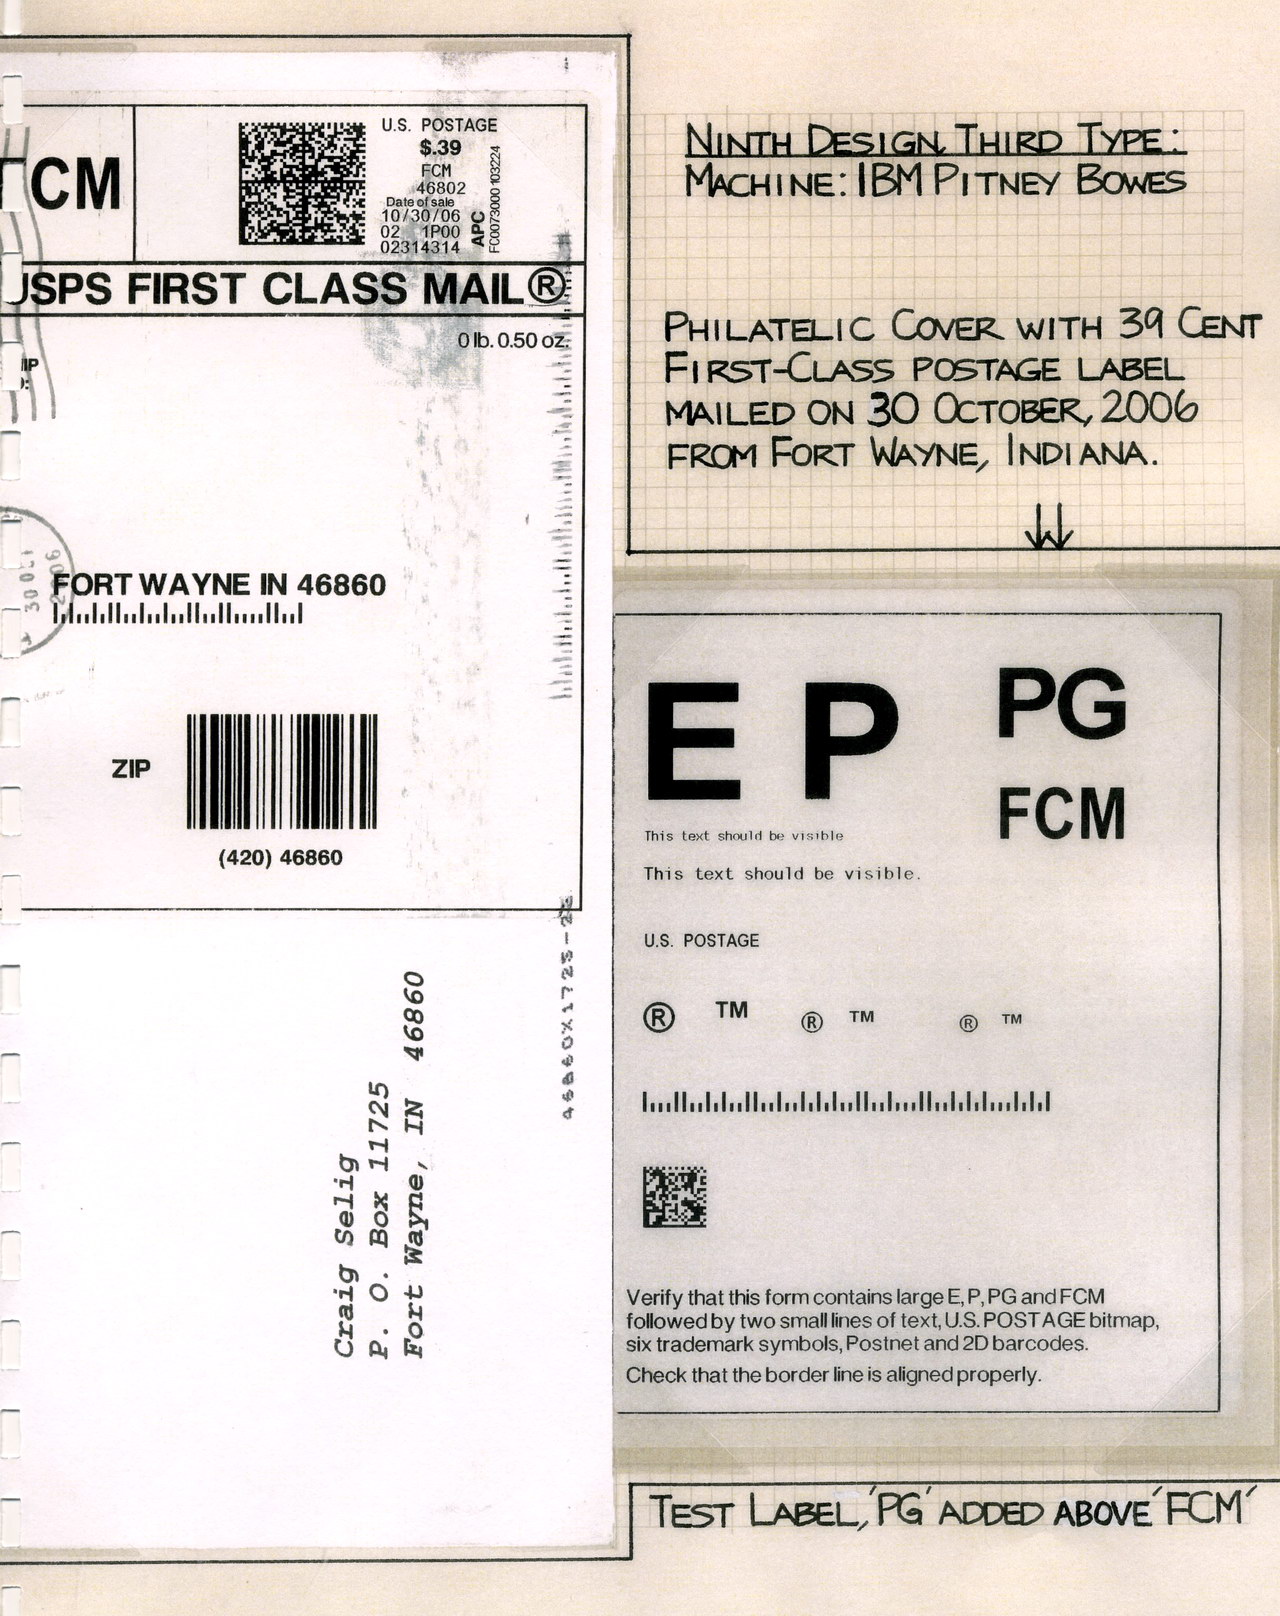 NINTH DESIGN, THIRD TYPE:
MACHINE: IBM PITNEY BOWES
PHILATELIC COVER WITH 39 CENT
FIRST-CLASS POSTAGE LABEL
MAILED ON 30 OCTOBER, 2006
FROM FORT WAYNE, INDIANA.
FCM
U.S. POSTAGE
$.39
FCM
46802
Date of sale
10/30/06
02 1P00
02314314
APC
FC0073000103224
USPS FIRST CLASS MAIL®
0 lb. 0.50 oz.
30 OCT
2006
FORT WAYNE IN 46860
ZIP
(420) 46860
46860X1725-
Craig Selig
P. O. Box 11725
Fort Wayne, IN 46860
E P
PG
FCM
This text should be visible
This text should be visible.
U.S. POSTAGE
® TM ® TM ® TM
Verify that this form contains large E, P, PG and FCM
followed by two small lines of text, U.S. POSTAGE bitmap,
six trademark symbols, Postnet and 2D barcodes.
Check that the border line is aligned properly.
TEST LABEL, 'PG' ADDED ABOVE 'FCM'